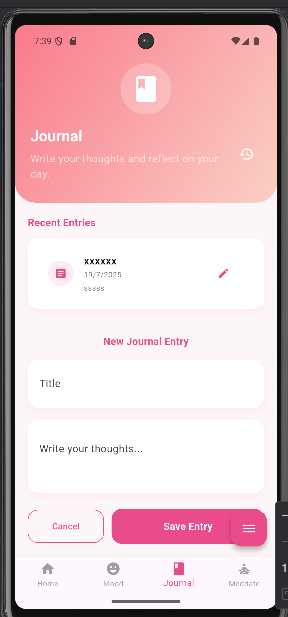 7:39
Journal
Write your thoughts and reflect on your
day.
Recent Entries
xxxxxx
19/7/2025
sssss
New Journal Entry
Title
Write your thoughts...
Cancel
Save Entry
Home
Mood
Journal
Meditate